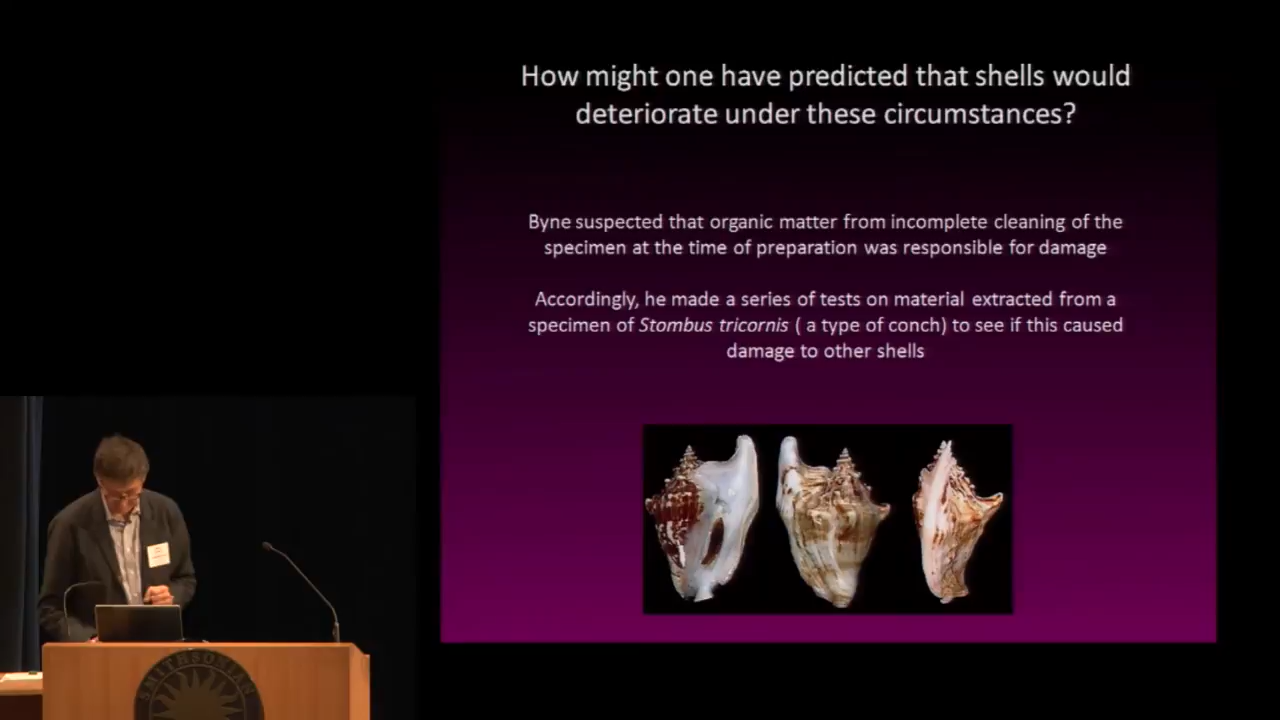 How might one have predicted that shells would
deteriorate under these circumstances?
Byne suspected that organic matter from incomplete cleaning of the
specimen at the time of preparation was responsible for damage
Accordingly, he made a series of tests on material extracted from a
specimen of Stombus tricornis ( a type of conch) to see if this caused
damage to other shells
SMITHSONIAN